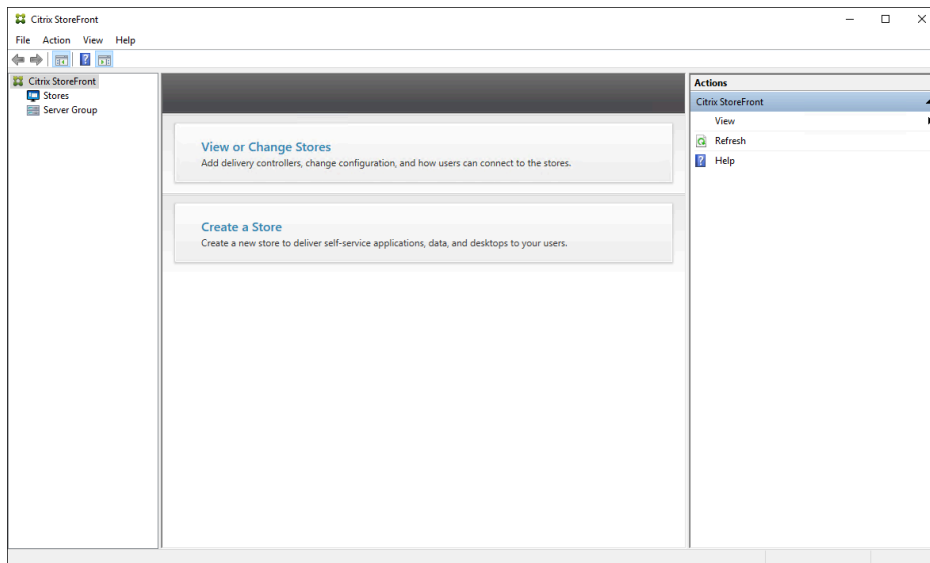 Citrix StoreFront
File Action View Help
Citrix StoreFront
Stores
Server Group
View or Change Stores
Add delivery controllers, change configuration, and how users can connect to the stores.
Create a Store
Create a new store to deliver self-service applications, data, and desktops to your users.
Actions
Citrix StoreFront
View
Refresh
Help